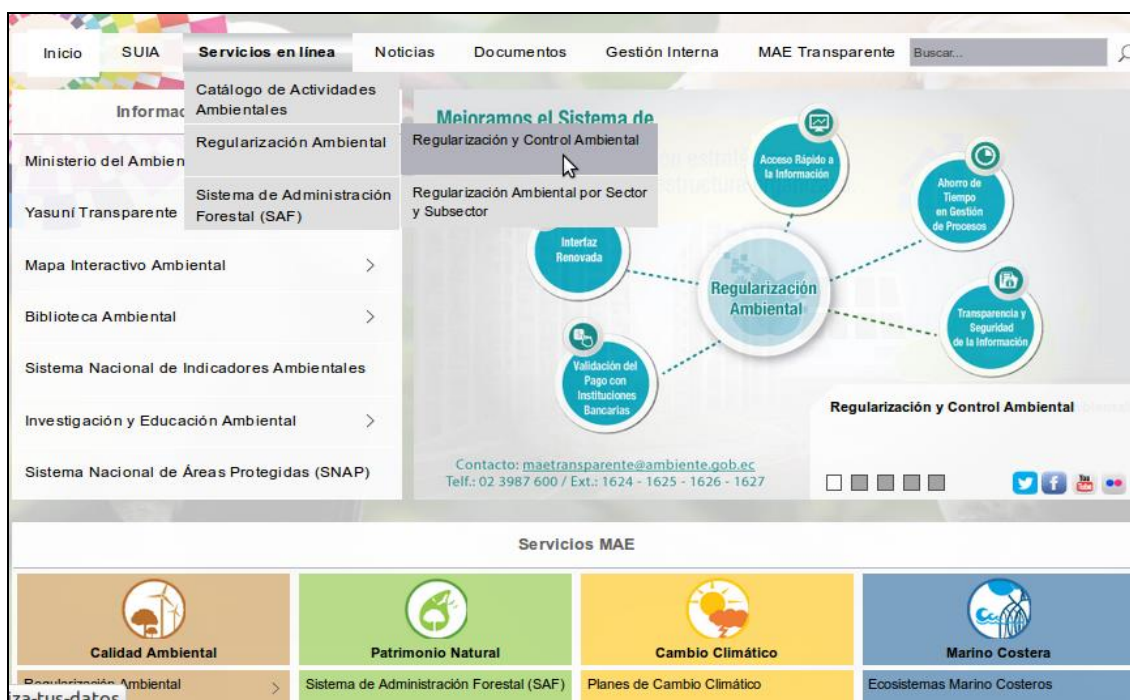 Inicio SUIA Servicios en línea Noticias Documentos Gestión Interna MAE Transparente Buscar...
Catálogo de Actividades
Ambientales
Regularización Ambiental
Sistema de Administración
Forestal (SAF)
Regularización y Control Ambiental
Regularización Ambiental por Sector
y Subsector
Ministerio del
Yasuní Transparente
Mapa Interactivo Ambiental
Biblioteca Ambiental
Sistema Nacional de Indicadores Ambientales
Investigación y Educación Ambiental
Sistema Nacional de Áreas Protegidas (SNAP)
Mejoramos el Sistema de
Acceso Rápido a
la Información
Ahorro de
Tiempo
en Gestión
de Procesos
Interfaz
Renovada
Regularización
Ambiental
Transparencia y
Seguridad
de la Información
Validación del
Pago con
Instituciones
Bancarias
Regularización y Control Ambiental
Contacto: maetransparente@ambiente.gob.ec
Telf.: 02 3987 600 / Ext.: 1624 - 1625 - 1626 - 1627
You
Tube
Servicios MAE
Calidad Ambiental
Patrimonio Natural
Cambio Climático
Marino Costera
Regularización Ambiental
Sistema de Administración Forestal (SAF)
Planes de Cambio Climático
Ecosistemas Marino Costeros
iza-tus-datos